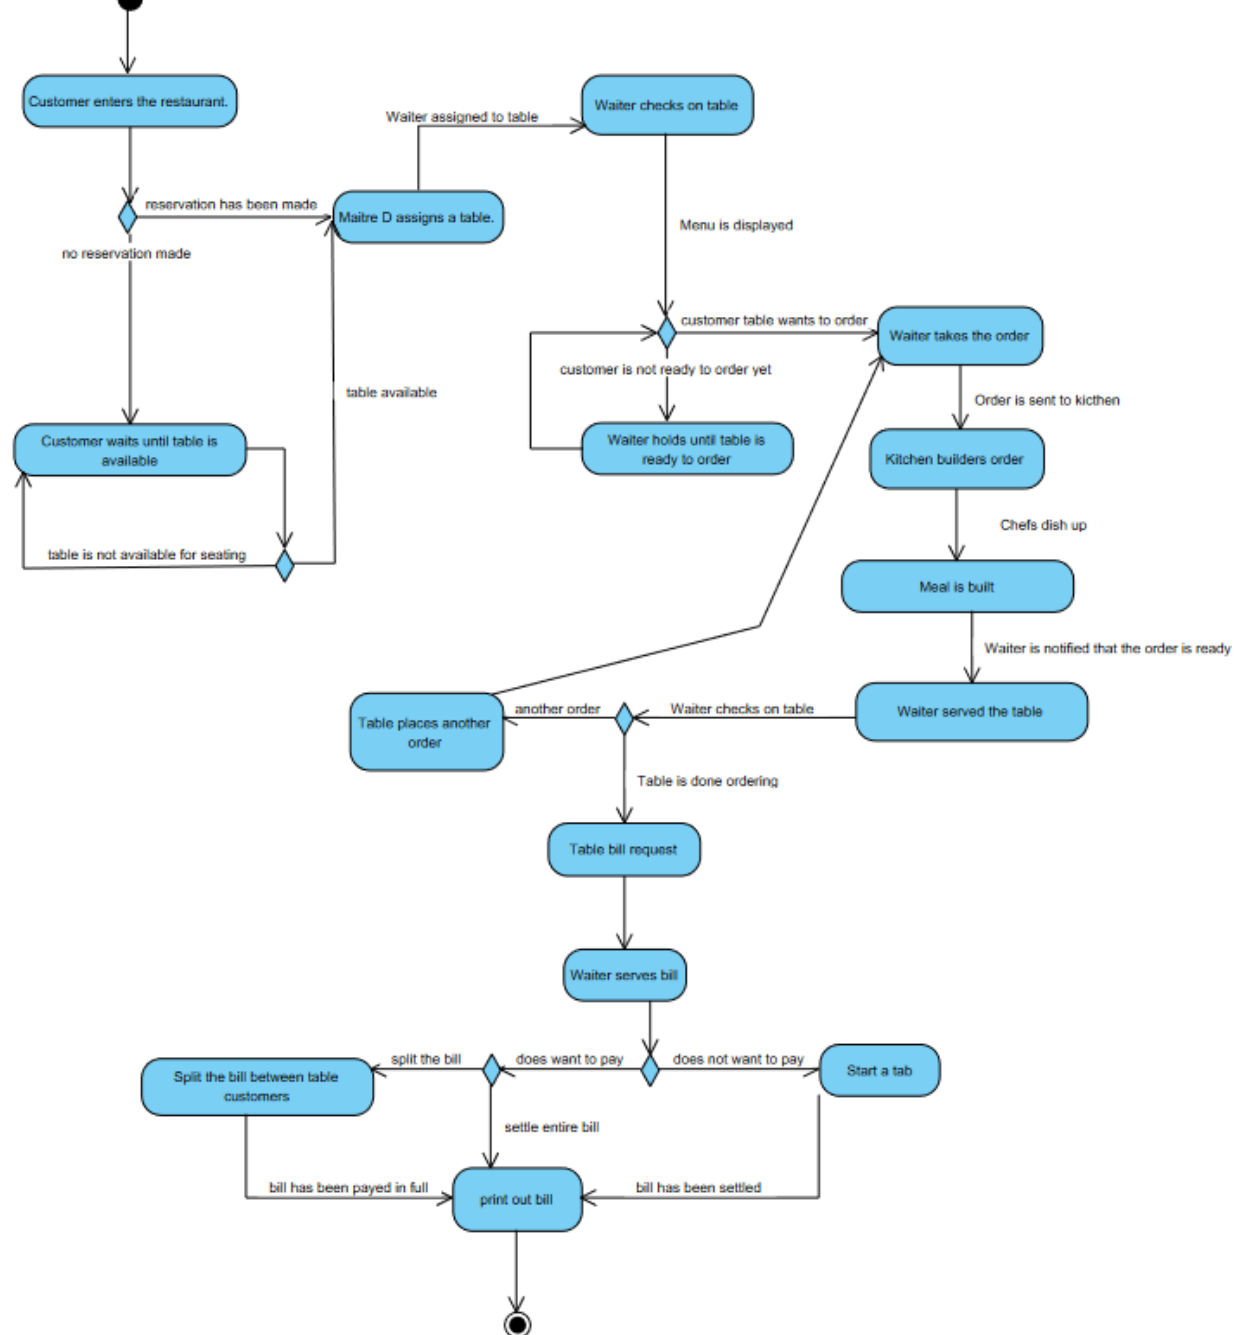 Customer enters the restaurant.
Waiter assigned to table
Waiter checks on table
reservation has been made
Maitre D assigns a table.
Menu is displayed
no reservation made
customer table wants to order
Waiter takes the order
customer is not ready to order yet
table available
Order is sent to kicthen
Customer waits until table is
available
Waiter holds until table is
ready to order
Kitchen builders order
Chefs dish up
table is not available for seating
Meal is built
Waiter is notified that the order is ready
Table places another
order
another order
Waiter checks on table
Waiter served the table
Table is done ordering
Table bill request
Waiter serves bill
split the bill
does want to pay
does not want to pay
Start a tab
Split the bill between table
customers
settle entire bill
bill has been payed in full
print out bill
bill has been settled